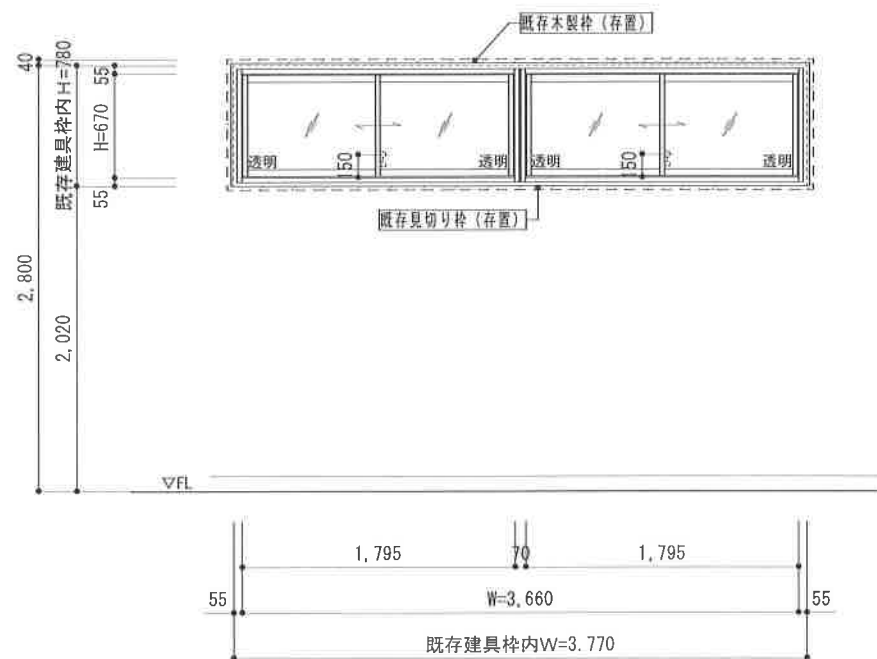 既存木製枠（存置）
40
55
既存建具枠内H=780
H=670
55
透明
150
透明
透明
150
透明
既存見切り枠（存置）
2,800
2,020
▽FL
1,795
70
1,795
55
W=3,660
55
既存建具枠内W=3.770